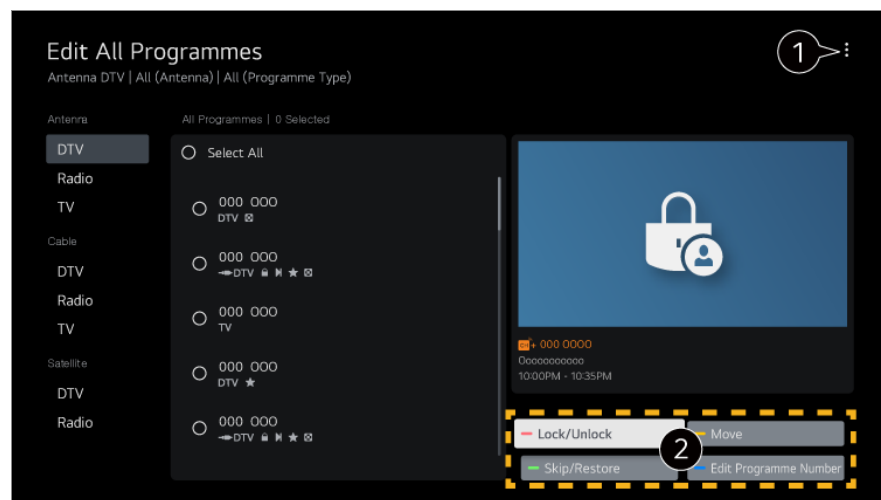 Edit All Programmes
Antenna DTV | All (Antenna) | All (Programme Type)
1
Antenna
DTV
Radio
TV
Cable
DTV
Radio
TV
Satellite
DTV
Radio
All Programmes | 0 Selected
Select All
000 000
DTV
000 000
DTV
000 000
TV
000 000
DTV
000 000
DTV
000 0000
Ooooooooooo
10:00PM - 10:35PM
Lock/Unlock
Move
2
Skip/Restore
Edit Programme Number